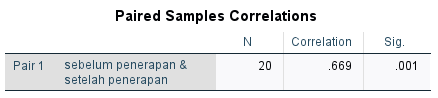 Paired Samples Correlations
N Correlation Sig.
Pair 1 sebelum penerapan & 20 .669 .001
setelah penerapan